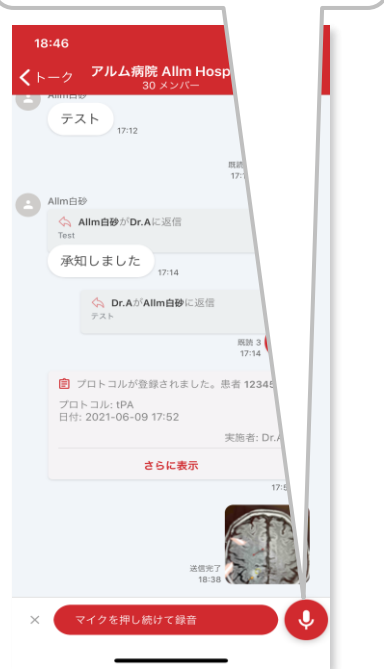 18:46
トーク
アルム病院 Allm Hosp
30 メンバー
Allm白砂
テスト
17:12
既読
17:1
Allm白砂
Allm白砂がDr.Aに返信
Test
承知しました
17:14
Dr.AがAllm白砂に返信
テスト
既読 3
17:14
プロトコルが登録されました。患者 12345
プロトコル: tPA
日付: 2021-06-09 17:52
実施者: Dr.A
さらに表示
17:5
送信完了
18:38
× マイクを押し続けて録音